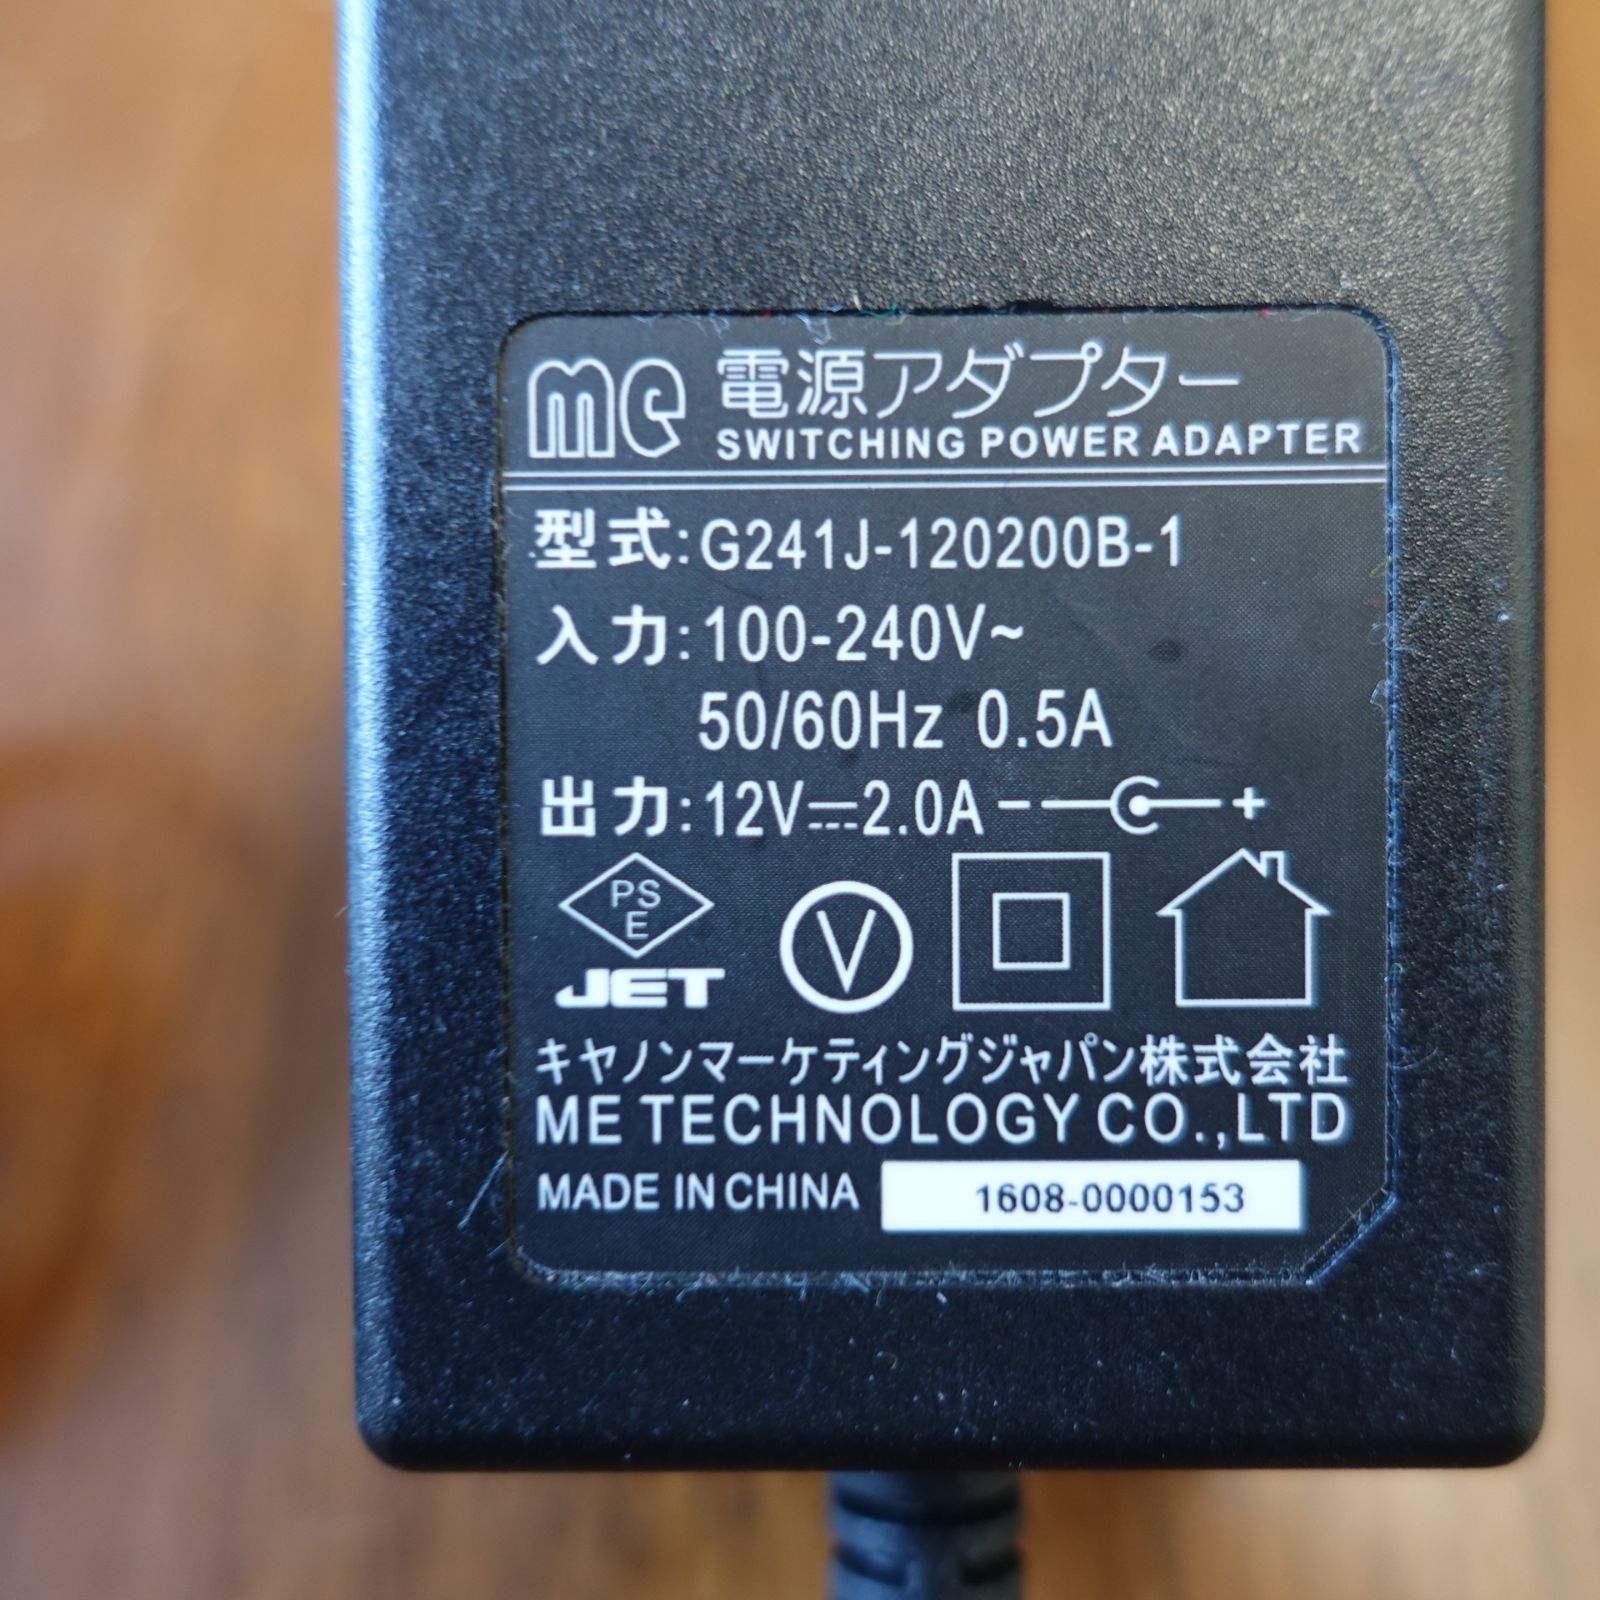 me 電源アダプター
SWITCHING POWER ADAPTER
型式:G241J-120200B-1
入力:100-240V~
50/60Hz 0.5A
出力:12V⎓2.0A − +
PS
E
JET
V
キヤノンマーケティングジャパン株式会社
ME TECHNOLOGY CO.,LTD
MADE IN CHINA 1608-0000153